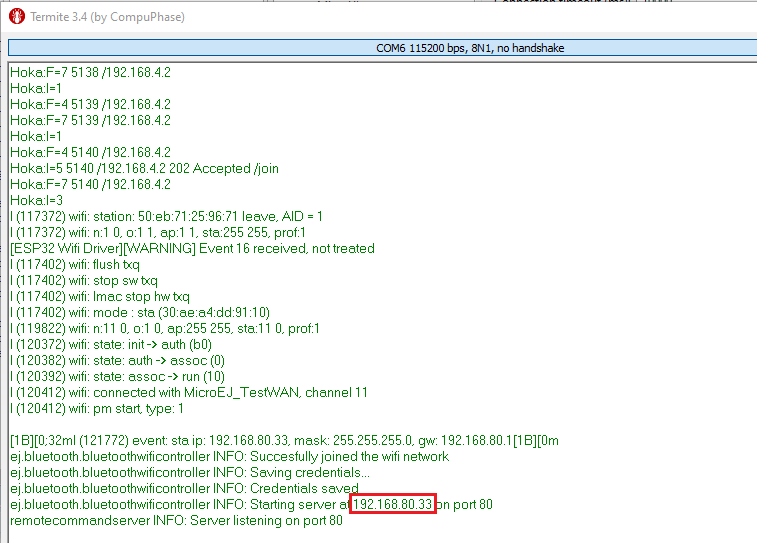 Connection timeout (ms)
Termite 3.4 (by CompuPhase)
COM6 115200 bps, 8N1, no handshake
Hoka:F=7 5138 /192.168.4.2
Hoka:I=1
Hoka:F=4 5139 /192.168.4.2
Hoka:F=7 5139 /192.168.4.2
Hoka:I=1
Hoka:F=4 5140 /192.168.4.2
Hoka:I=5 5140 /192.168.4.2 202 Accepted /join
Hoka:F=7 5140 /192.168.4.2
Hoka:I=3
I (117372) wifi: station: 50:eb:71:25:96:71 leave, AID = 1
I (117372) wifi: n:1 0, o:1 1, ap:1 1, sta:255 255, prof:1
[ESP32 Wifi Driver][WARNING] Event 16 received, not treated
I (117402) wifi: flush txq
I (117402) wifi: stop sw txq
I (117402) wifi: lmac stop hw txq
I (117402) wifi: mode : sta (30:ae:a4:dd:91:10)
I (119822) wifi: n:11 0, o:1 0, ap:255 255, sta:11 0, prof:1
I (120372) wifi: state: init -> auth (b0)
I (120382) wifi: state: auth -> assoc (0)
I (120392) wifi: state: assoc -> run (10)
I (120412) wifi: connected with MicroEJ_TestWAN, channel 11
I (120412) wifi: pm start, type: 1
[1B][0;32mI (121772) event: sta ip: 192.168.80.33, mask: 255.255.255.0, gw: 192.168.80.1[1B][0m
ej.bluetooth.bluetoothwificontroller INFO: Succesfully joined the wifi network
ej.bluetooth.bluetoothwificontroller INFO: Saving credentials...
ej.bluetooth.bluetoothwificontroller INFO: Credentials saved
ej.bluetooth.bluetoothwificontroller INFO: Starting server at 192.168.80.33 on port 80
remotecommandserver INFO: Server listening on port 80